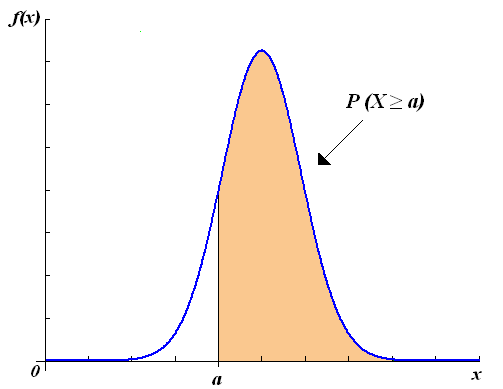 f(x)
P (X ≥ a)
0
a
x